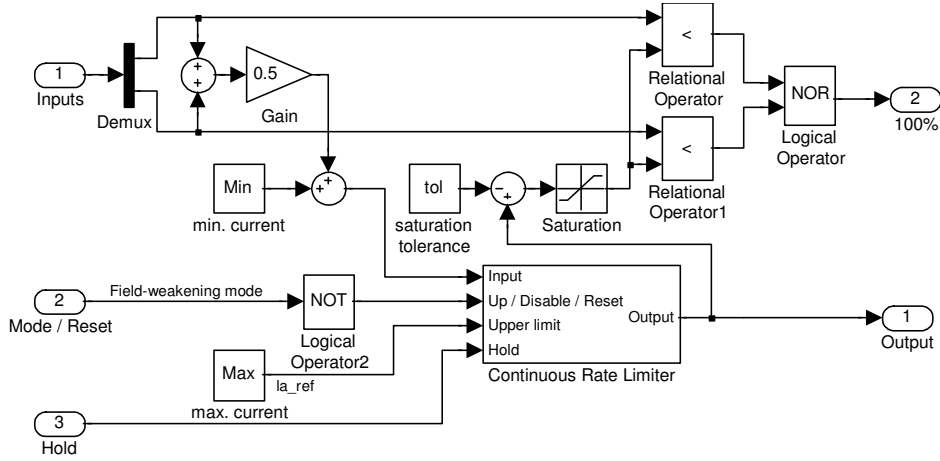 1
Inputs
Demux
+
+
0.5
Gain
<
Relational
Operator
<
Relational
Operator1
NOR
Logical
Operator
2
100%
Min
min. current
+
+
tol
saturation
tolerance
-
+
Saturation
2
Mode / Reset
Field-weakening mode
NOT
Logical
Operator2
Max
Ia_ref
max. current
3
Hold
Input
Up / Disable / Reset
Upper limit
Hold
Output
Continuous Rate Limiter
1
Output